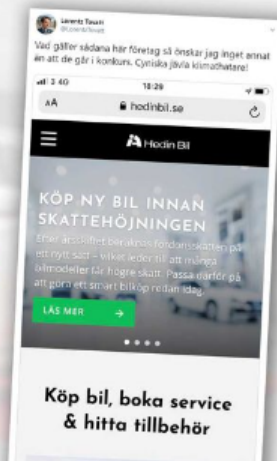 Lorentz Tovatt
@LorentzTovatt
Vad gäller sådana här företag så önskar jag inget annat
än att de går i konkurs. Cyniska jävla klimathatare!
3 4G
18:29
AA
hedinbil.se
Hedin Bil
KÖP NY BIL INNAN
SKATTEHÖJNINGEN
Efter årsskiftet beräknas fordonsskatten på
ett nytt sätt – vilket leder till att många
bilmodeller får högre skatt. Passa därför på
att göra ett smart bilköp redan idag.
LÄS MER →
Köp bil, boka service
& hitta tillbehör